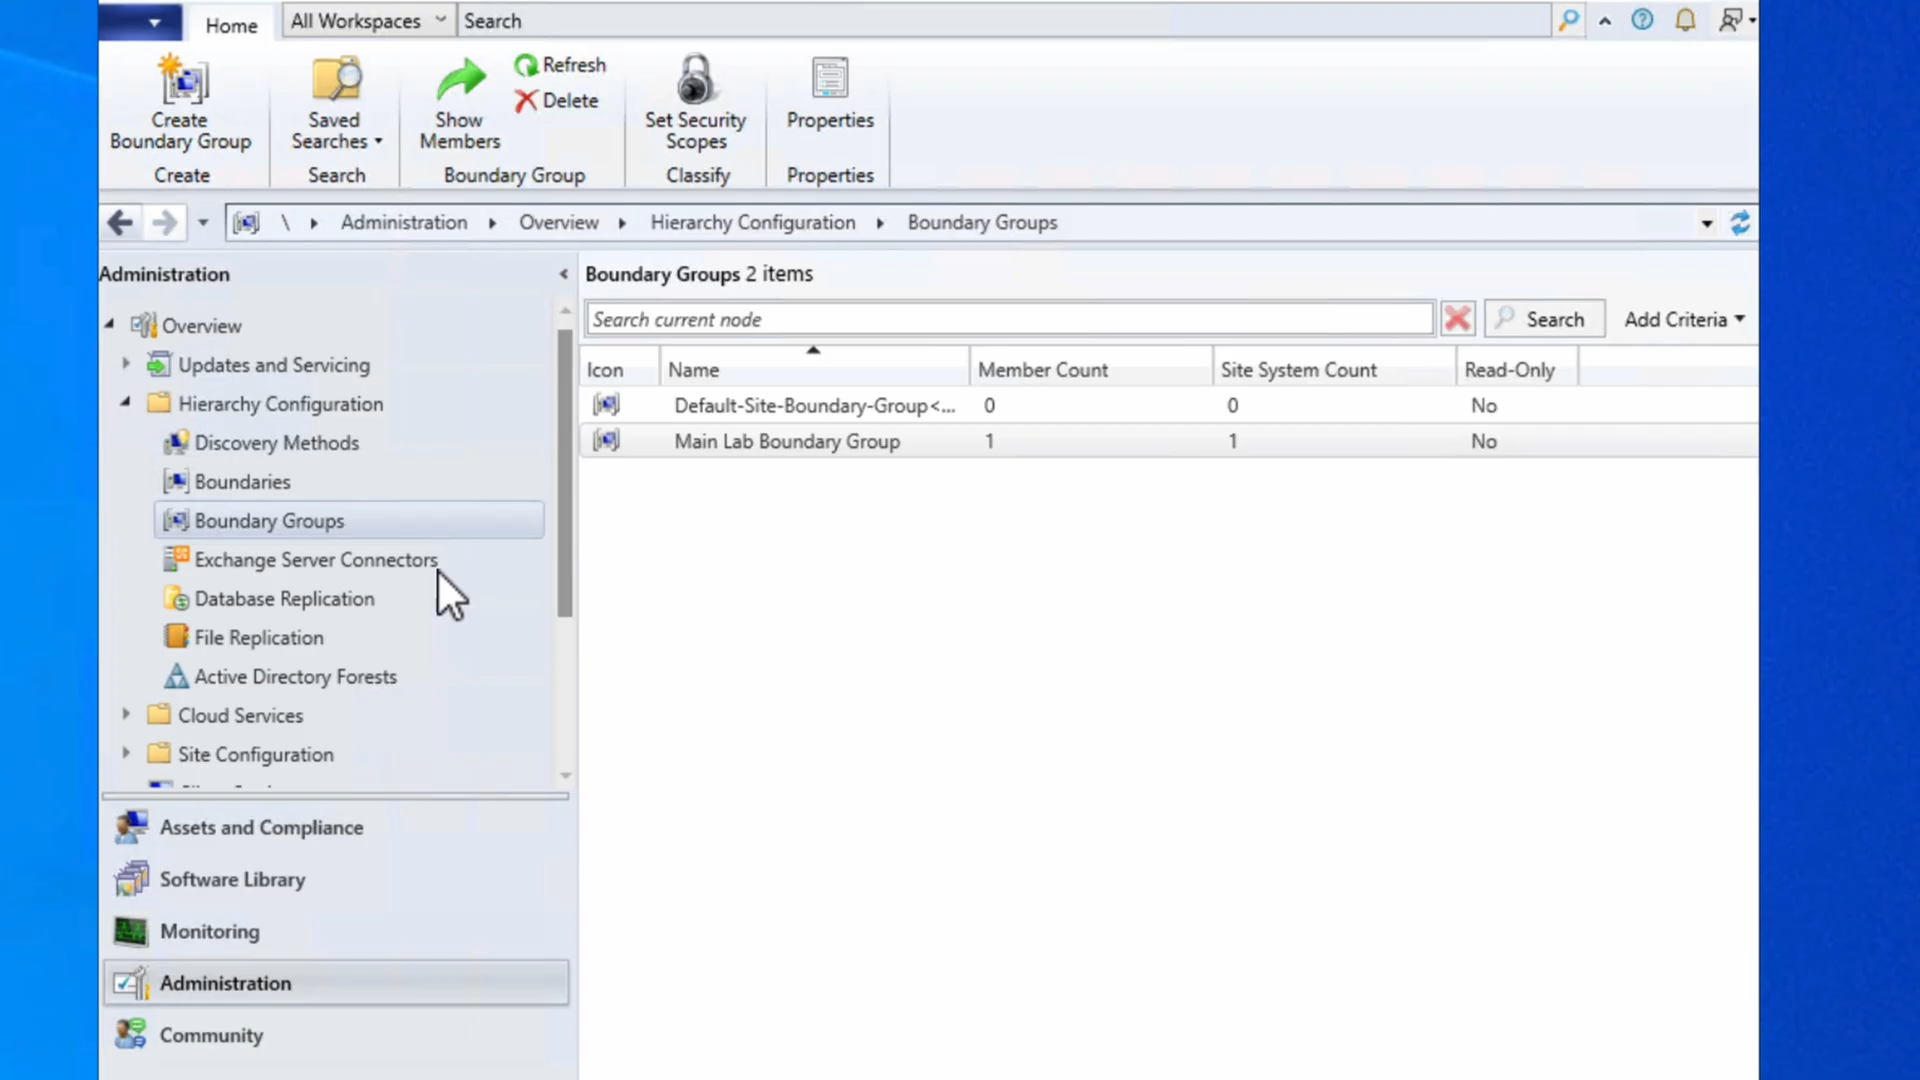 Home
All Workspaces
Search
Create
Boundary Group
Saved
Searches
Show
Members
Refresh
Delete
Set Security
Scopes
Properties
Create
Search
Boundary Group
Classify
Properties
\ Administration Overview Hierarchy Configuration Boundary Groups
Administration
Overview
Updates and Servicing
Hierarchy Configuration
Discovery Methods
Boundaries
Boundary Groups
Exchange Server Connectors
Database Replication
File Replication
Active Directory Forests
Cloud Services
Site Configuration
Assets and Compliance
Software Library
Monitoring
Administration
Community
Boundary Groups 2 items
Search current node
Search
Add Criteria
Icon Name Member Count Site System Count Read-Only
Default-Site-Boundary-Group<... 0 0 No
Main Lab Boundary Group 1 1 No